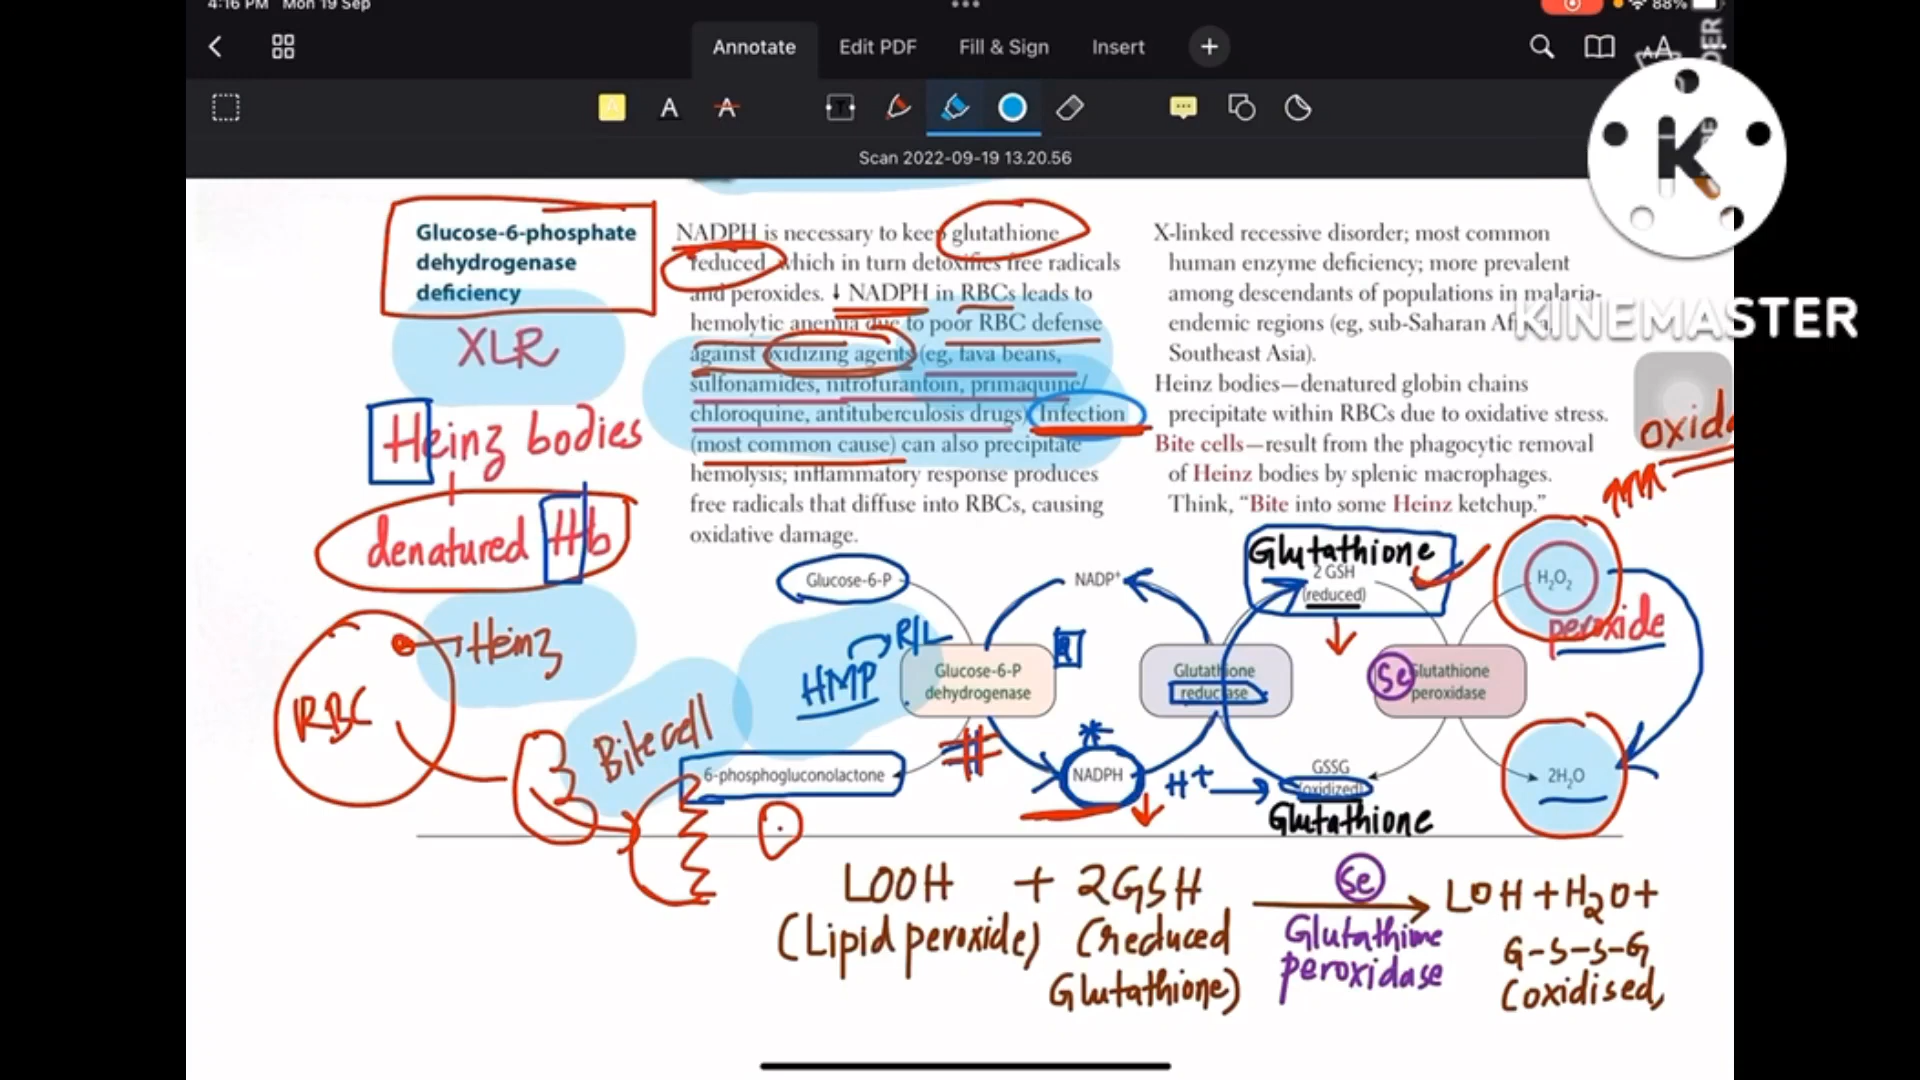 4:16 PM Mon 19 Sep
88%
Annotate
Edit PDF
Fill & Sign
Insert
Scan 2022-09-19 13.20.56
K
KINEMASTER
Glucose-6-phosphate
dehydrogenase
deficiency
XLR
Heinz bodies
denatured Hb
RBC
Heinz
Bite cell
NADPH is necessary to keep glutathione
reduced, which in turn detoxifies free radicals
and peroxides. ↓ NADPH in RBCs leads to
hemolytic anemia due to poor RBC defense
against oxidizing agents (eg, fava beans,
sulfonamides, nitrofurantoin, primaquine/
chloroquine, antituberculosis drugs). Infection
(most common cause) can also precipitate
hemolysis; inflammatory response produces
free radicals that diffuse into RBCs, causing
oxidative damage.
X-linked recessive disorder; most common
human enzyme deficiency; more prevalent
among descendants of populations in malaria-
endemic regions (eg, sub-Saharan
Southeast Asia).
Heinz bodies—denatured globin chains
precipitate within RBCs due to oxidative stress.
Bite cells—result from the phagocytic removal
of Heinz bodies by splenic macrophages.
Think, “Bite into some Heinz ketchup.”
oxida
Glucose-6-P
NADP⁺
Glutathione
2 GSH
(reduced)
H₂O₂
peroxide
R/L
HMP
Glucose-6-P
dehydrogenase
Glutathione
reductase
Se
Glutathione
peroxidase
6-phosphogluconolactone
NADPH
H+
GSSG
(oxidized)
Glutathione
2H₂O
LOOH + 2GSH
Se
LOH + H₂O +
(Lipid peroxide)
(reduced
Glutathione)
Glutathione
peroxidase
G-S-S-G
(oxidised,